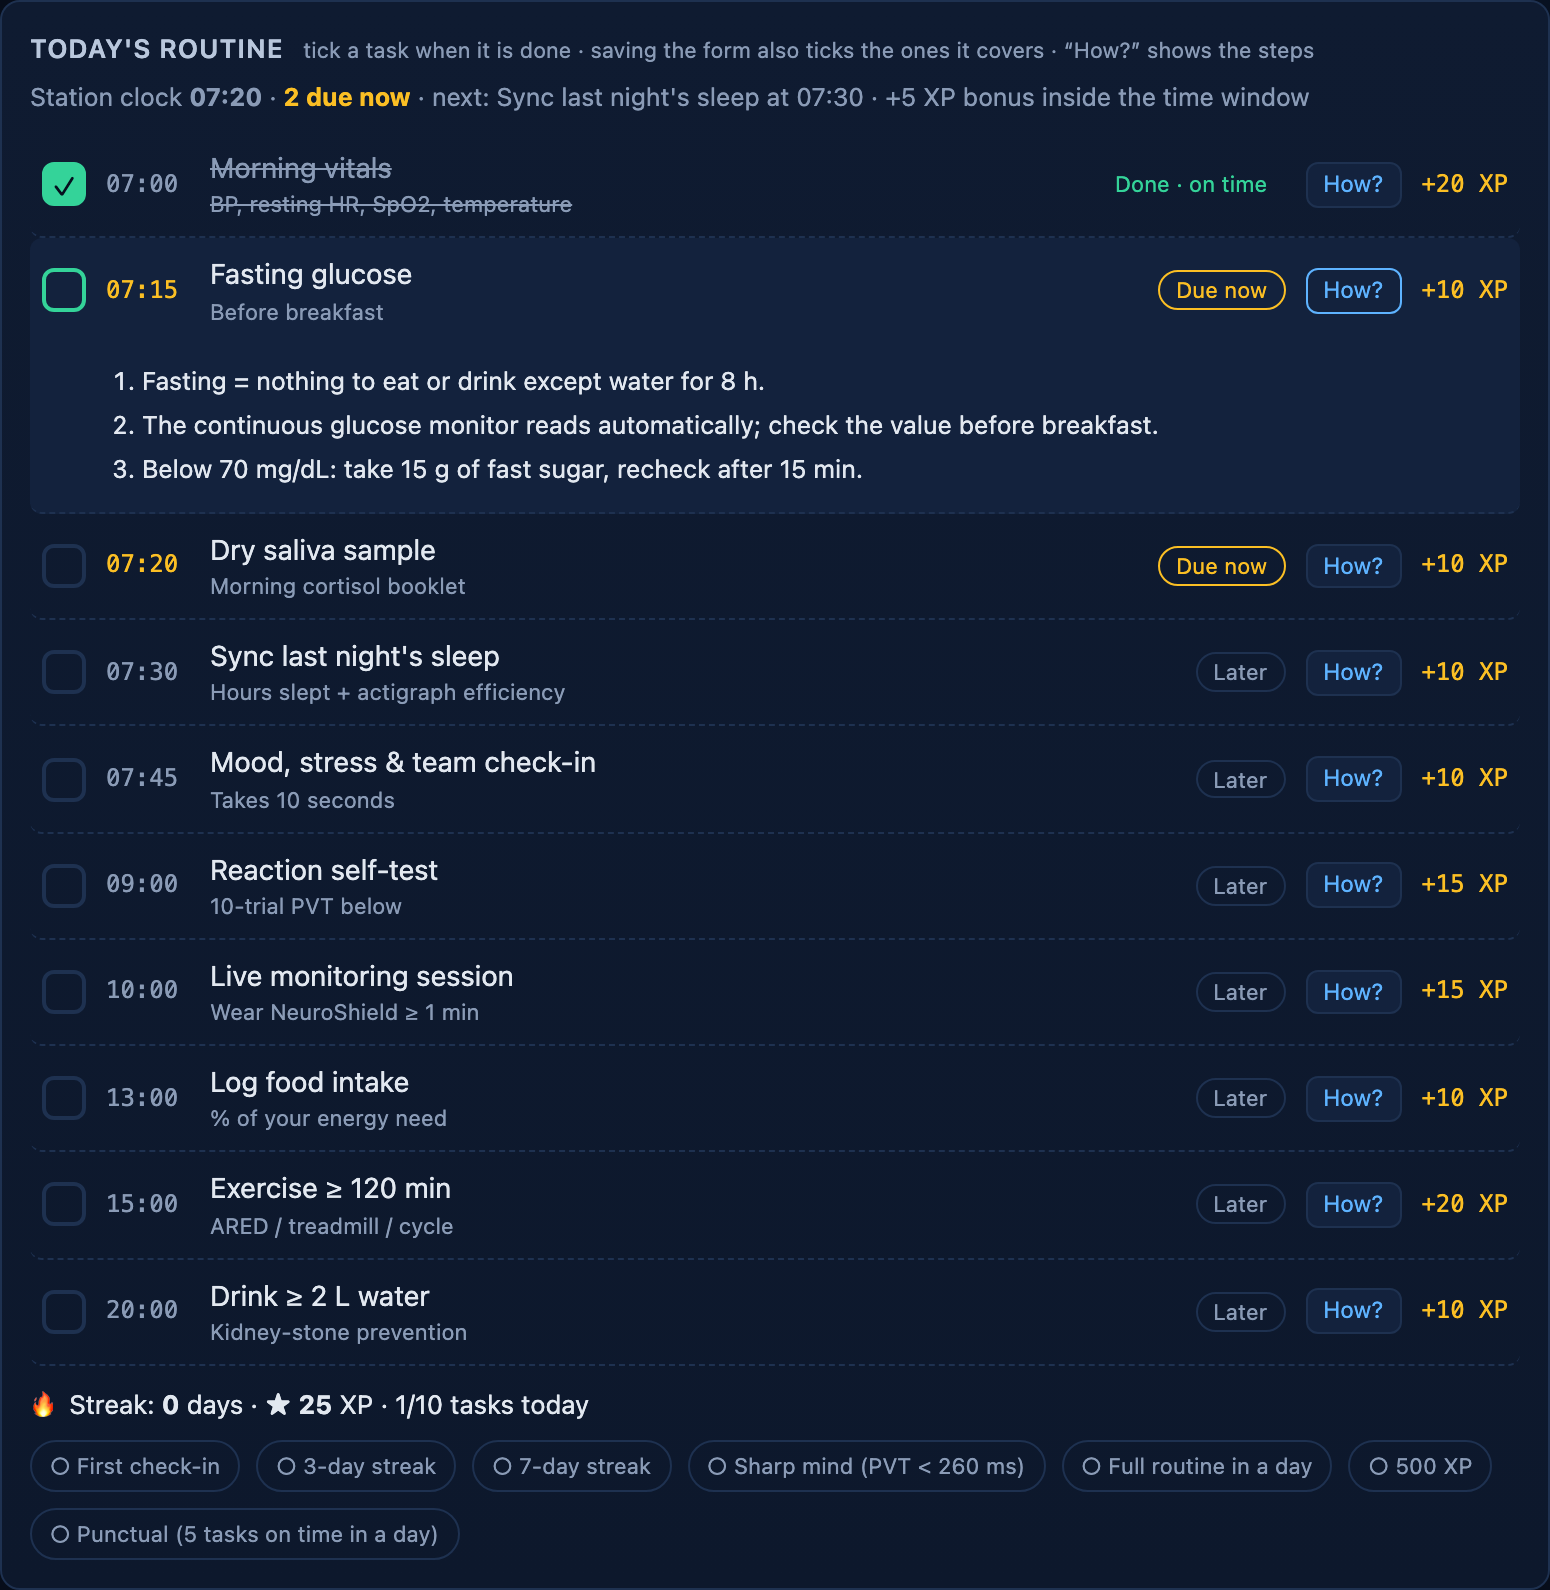 TODAY'S ROUTINE tick a task when it is done · saving the form also ticks the ones it covers · “How?” shows the steps
Station clock 07:20 · 2 due now · next: Sync last night's sleep at 07:30 · +5 XP bonus inside the time window
07:00 Morning vitals Done · on time How? +20 XP
BP, resting HR, SpO2, temperature
07:15 Fasting glucose Due now How? +10 XP
Before breakfast
1. Fasting = nothing to eat or drink except water for 8 h.
2. The continuous glucose monitor reads automatically; check the value before breakfast.
3. Below 70 mg/dL: take 15 g of fast sugar, recheck after 15 min.
07:20 Dry saliva sample Due now How? +10 XP
Morning cortisol booklet
07:30 Sync last night's sleep Later How? +10 XP
Hours slept + actigraph efficiency
07:45 Mood, stress & team check-in Later How? +10 XP
Takes 10 seconds
09:00 Reaction self-test Later How? +15 XP
10-trial PVT below
10:00 Live monitoring session Later How? +15 XP
Wear NeuroShield ≥ 1 min
13:00 Log food intake Later How? +10 XP
% of your energy need
15:00 Exercise ≥ 120 min Later How? +20 XP
ARED / treadmill / cycle
20:00 Drink ≥ 2 L water Later How? +10 XP
Kidney-stone prevention
🔥 Streak: 0 days · ★ 25 XP · 1/10 tasks today
○ First check-in ○ 3-day streak ○ 7-day streak ○ Sharp mind (PVT < 260 ms) ○ Full routine in a day ○ 500 XP
○ Punctual (5 tasks on time in a day)